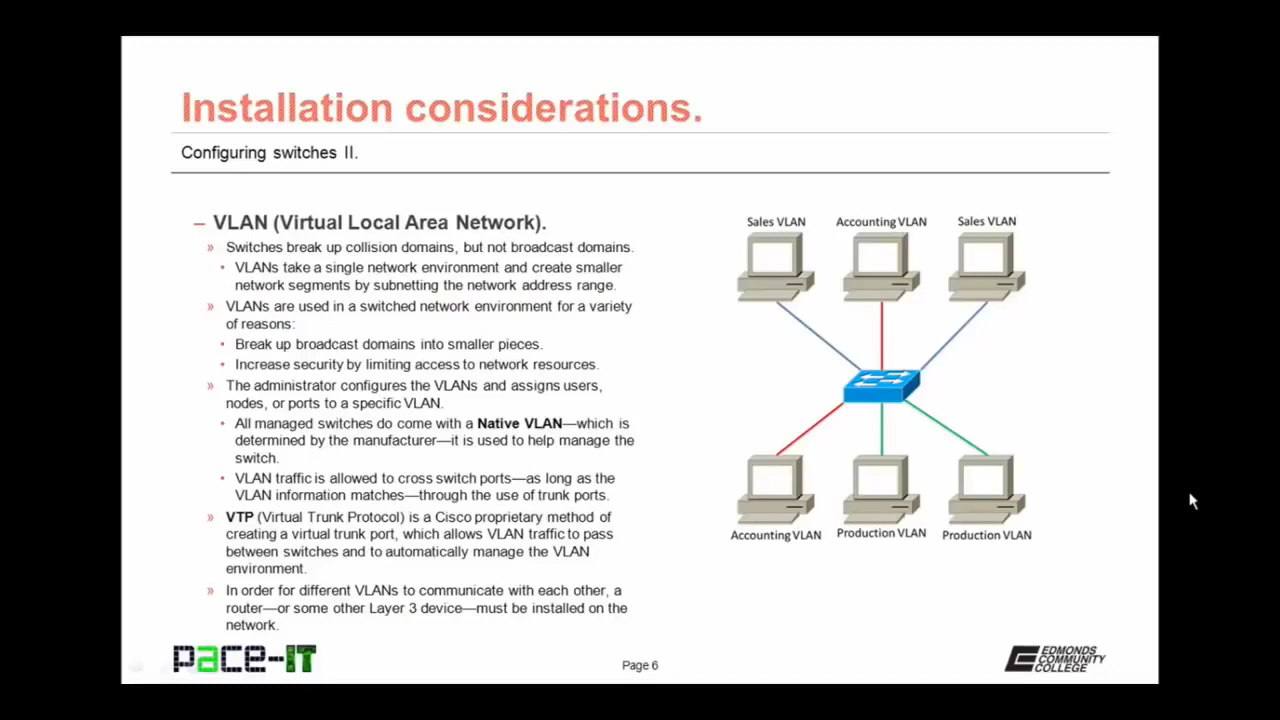 Installation considerations.
Configuring switches II.
– VLAN (Virtual Local Area Network).
» Switches break up collision domains, but not broadcast domains.
• VLANs take a single network environment and create smaller
network segments by subnetting the network address range.
» VLANs are used in a switched network environment for a variety
of reasons:
• Break up broadcast domains into smaller pieces.
• Increase security by limiting access to network resources.
» The administrator configures the VLANs and assigns users,
nodes, or ports to a specific VLAN.
• All managed switches do come with a Native VLAN—which is
determined by the manufacturer—it is used to help manage the
switch.
• VLAN traffic is allowed to cross switch ports—as long as the
VLAN information matches—through the use of trunk ports.
» VTP (Virtual Trunk Protocol) is a Cisco proprietary method of
creating a virtual trunk port, which allows VLAN traffic to pass
between switches and to automatically manage the VLAN
environment.
» In order for different VLANs to communicate with each other, a
router—or some other Layer 3 device—must be installed on the
network.
Sales VLAN
Accounting VLAN
Sales VLAN
Accounting VLAN
Production VLAN
Production VLAN
pace-IT
Page 6
EDMONDS
COMMUNITY
COLLEGE